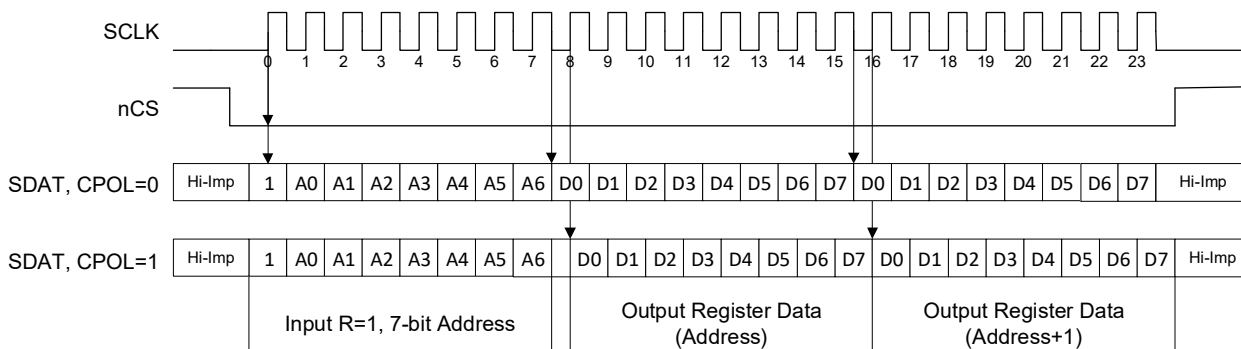 SCLK
0 1 2 3 4 5 6 7 8 9 10 11 12 13 14 15 16 17 18 19 20 21 22 23
nCS
SDAT, CPOL=0 Hi-Imp 1 A0 A1 A2 A3 A4 A5 A6 D0 D1 D2 D3 D4 D5 D6 D7 D0 D1 D2 D3 D4 D5 D6 D7 Hi-Imp
SDAT, CPOL=1 Hi-Imp 1 A0 A1 A2 A3 A4 A5 A6 D0 D1 D2 D3 D4 D5 D6 D7 D0 D1 D2 D3 D4 D5 D6 D7 Hi-Imp
Input R=1, 7-bit Address
Output Register Data
(Address)
Output Register Data
(Address+1)